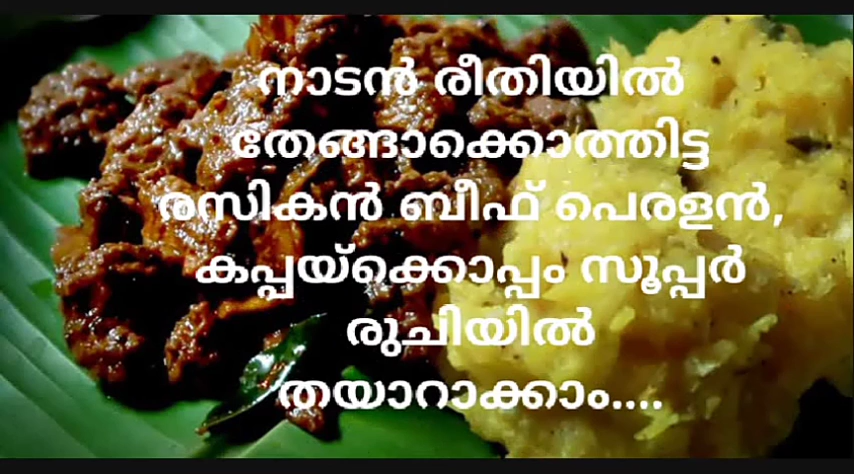 നാടൻ രീതിയിൽ
തേങ്ങാക്കൊത്തിട്ട
രസികൻ ബീഫ് പെരളൻ,
കപ്പയ്ക്കൊപ്പം സൂപ്പർ
രുചിയിൽ
തയാറാക്കാം....